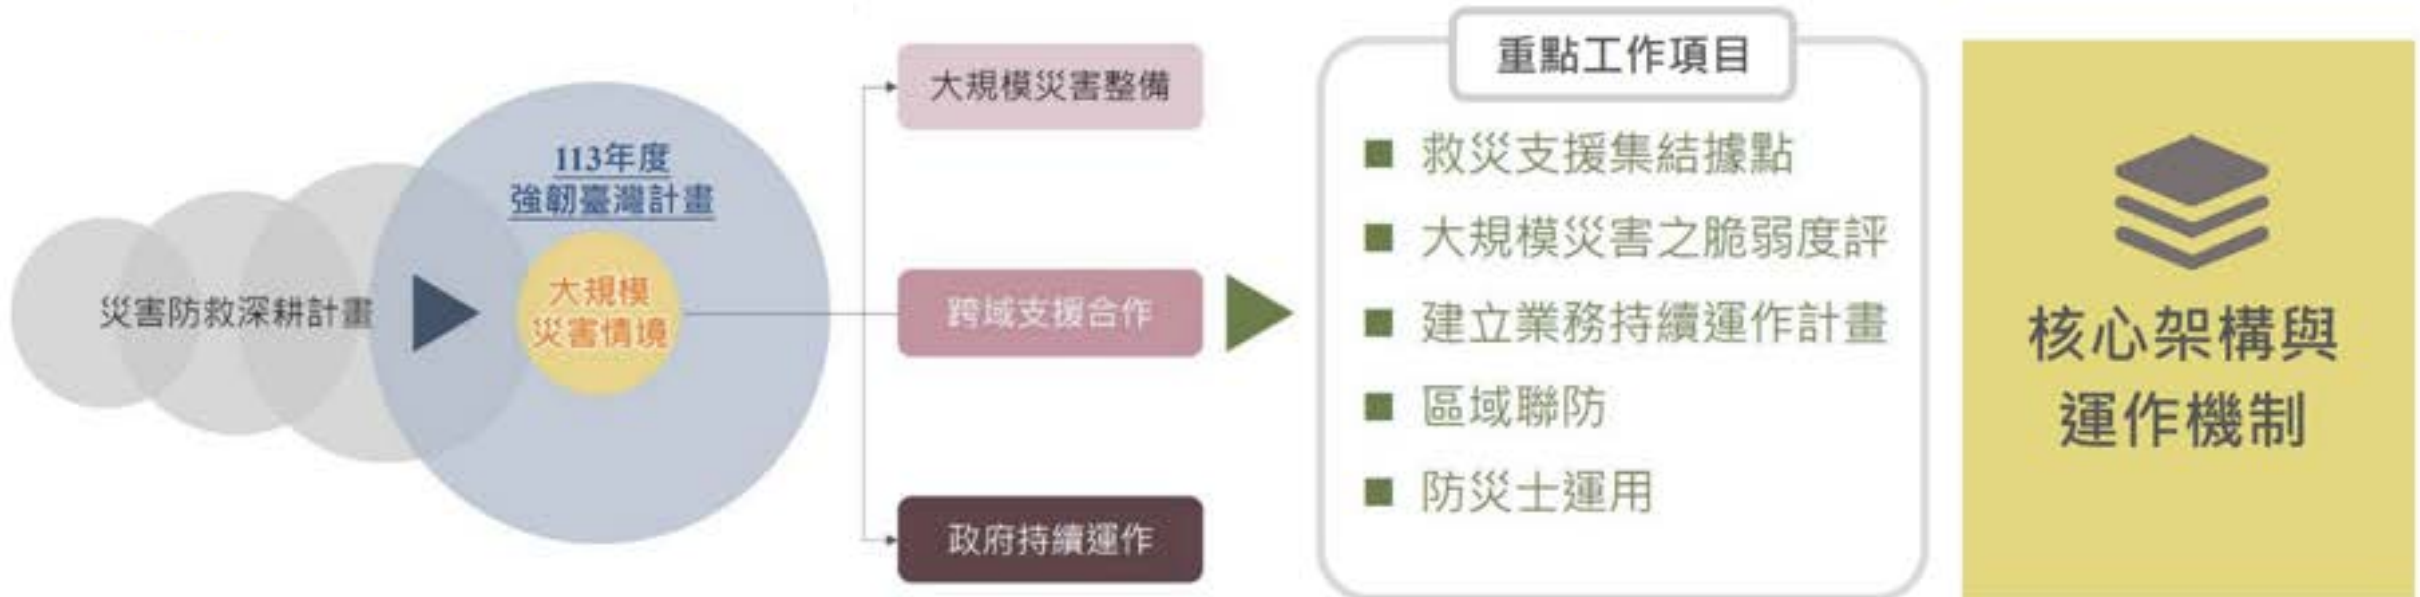 災害防救深耕計畫
113年度
強韌臺灣計畫
大規模
災害情境
大規模災害整備
跨域支援合作
政府持續運作
重點工作項目
救災支援集結據點
大規模災害之脆弱度評
建立業務持續運作計畫
區域聯防
防災士運用
核心架構與
運作機制